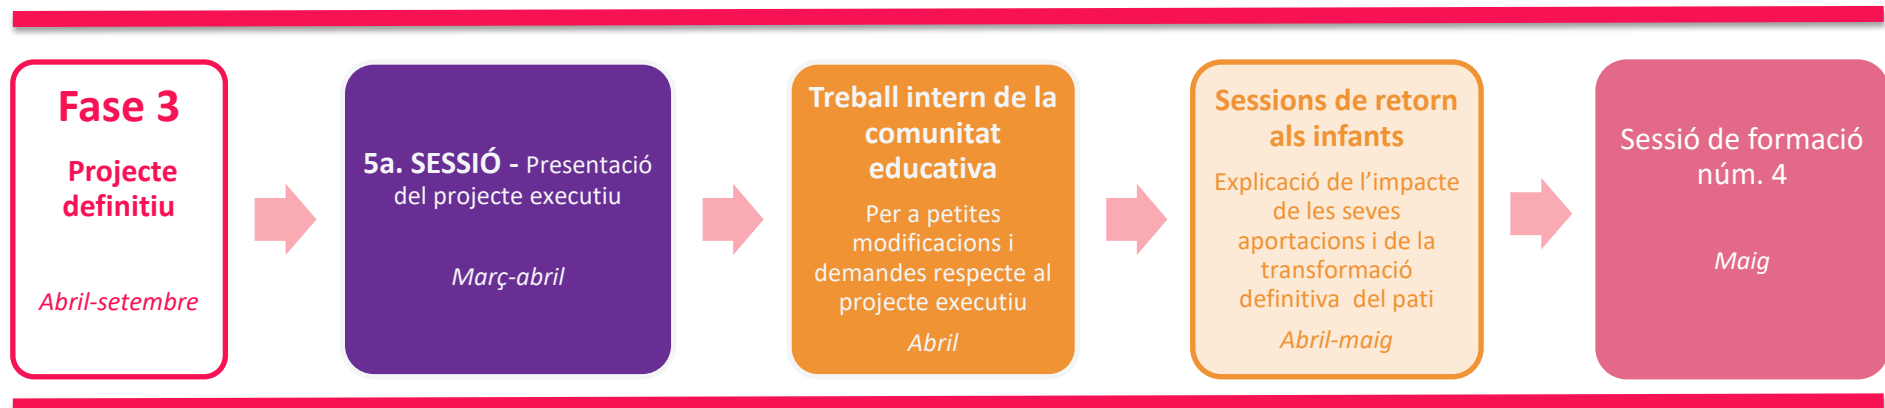 Fase 3
Projecte
definitiu
Abril-setembre
5a. SESSIÓ - Presentació
del projecte executiu
Març-abril
Treball intern de la
comunitat
educativa
Per a petites
modificacions i
demandes respecte al
projecte executiu
Abril
Sessions de retorn
als infants
Explicació de l’impacte
de les seves
aportacions i de la
transformació
definitiva  del pati
Abril-maig
Sessió de formació
núm. 4
Maig